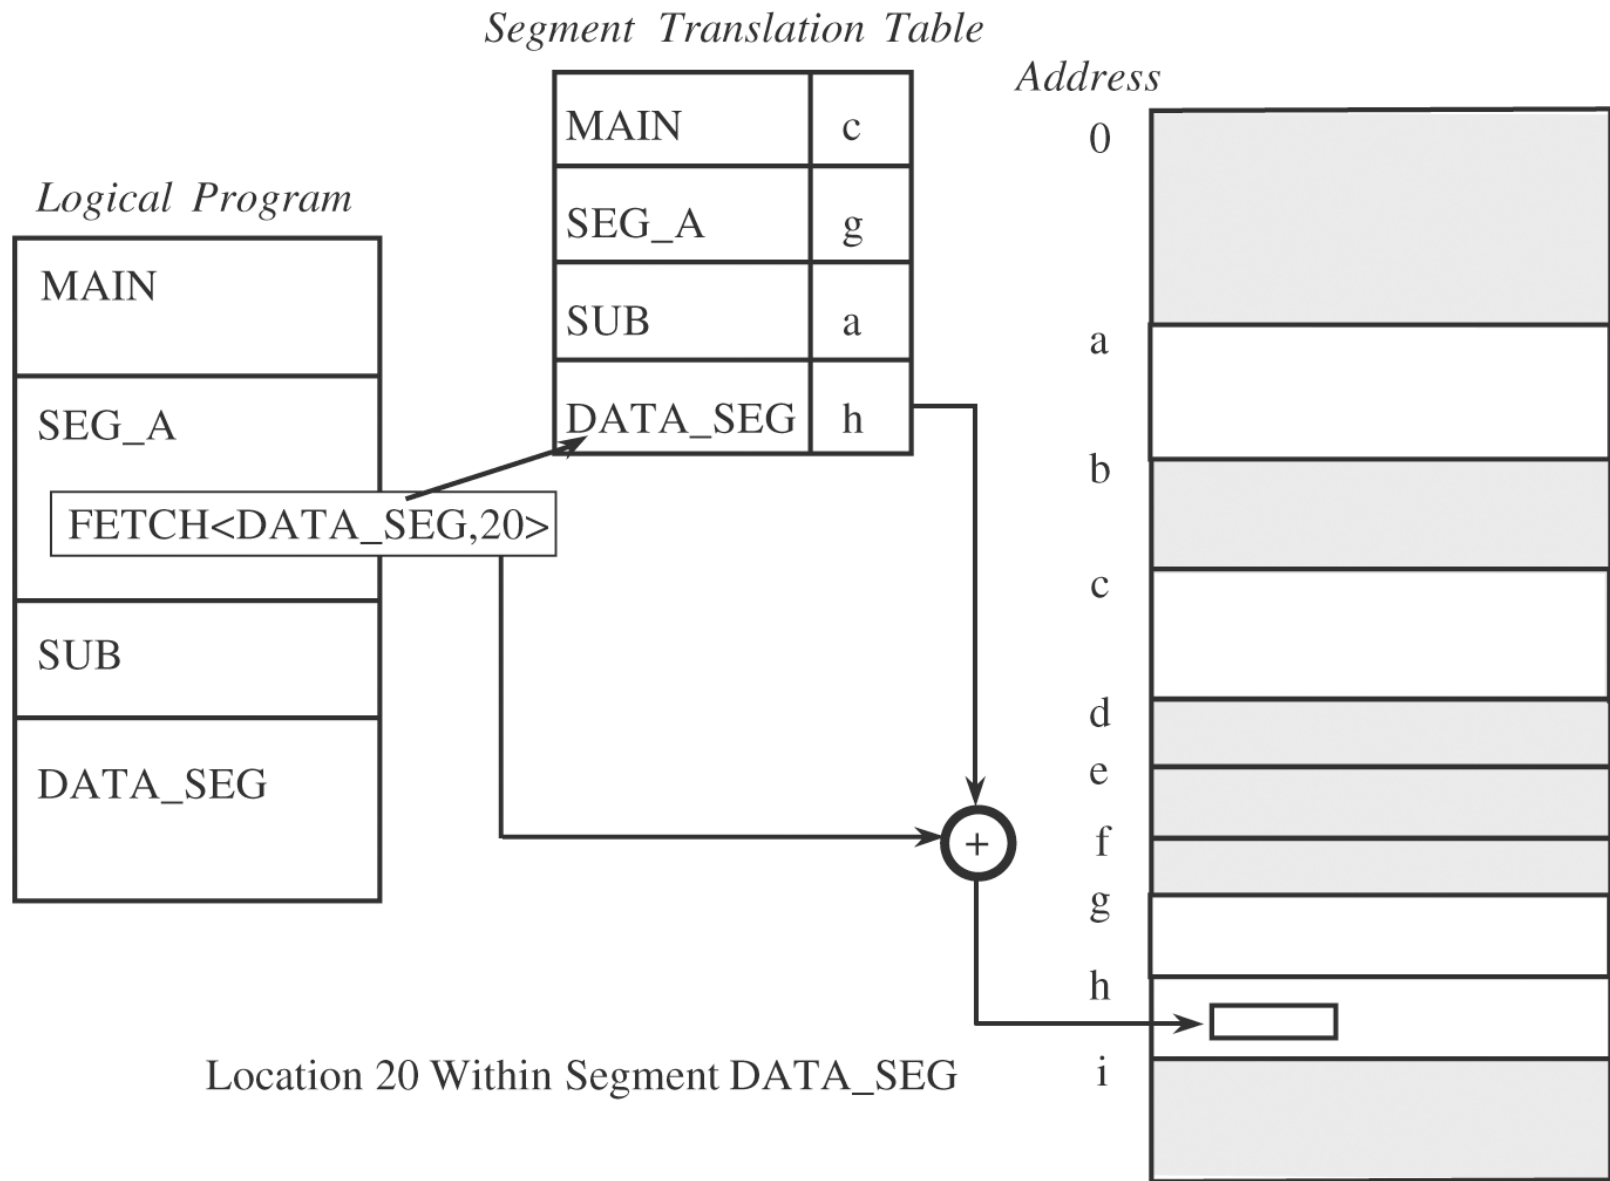 Segment Translation Table
MAIN c
SEG_A g
SUB a
DATA_SEG h
Logical Program
MAIN
SEG_A
FETCH<DATA_SEG,20>
SUB
DATA_SEG
+
Address
0
a
b
c
d
e
f
g
h
i
Location 20 Within Segment DATA_SEG